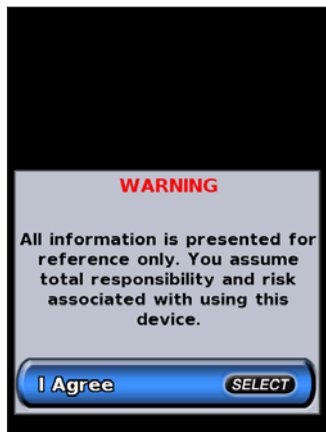 WARNING
All information is presented for
reference only. You assume
total responsibility and risk
associated with using this
device.
I Agree SELECT